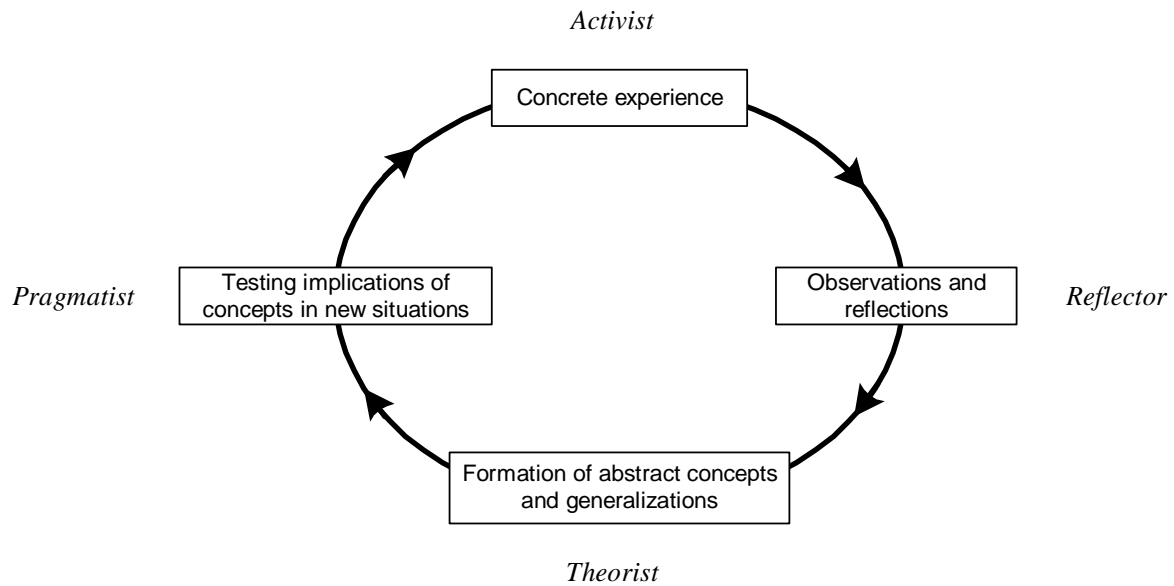 Activist
Concrete experience
Pragmatist
Testing implications of
concepts in new situations
Observations and
reflections
Reflector
Formation of abstract concepts
and generalizations
Theorist